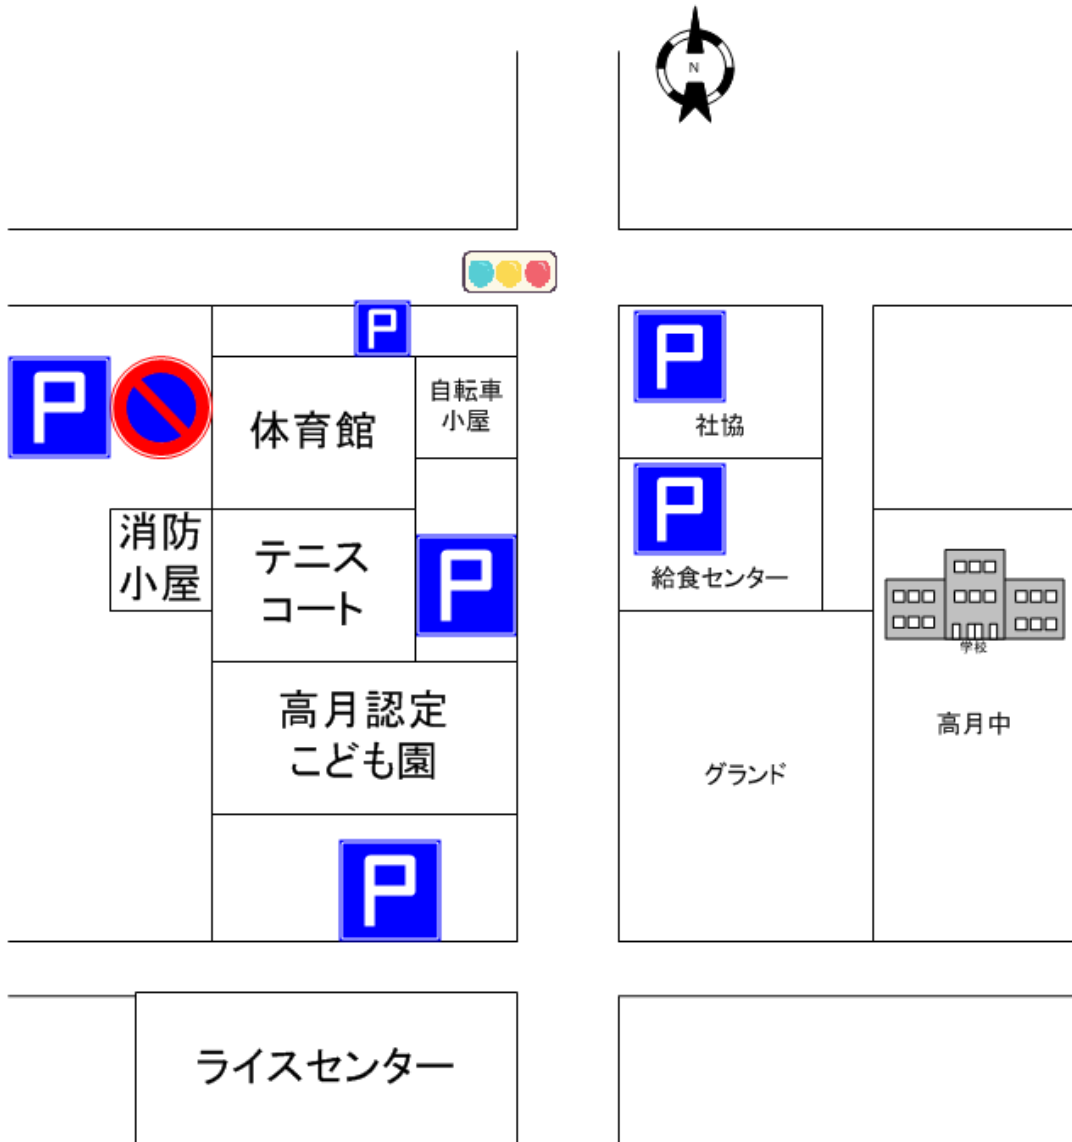 N
P
P
体育館
自転車
小屋
P
社協
P
給食センター
消防
小屋
テニス
コート
P
学校
高月中
高月認定
こども園
グランド
P
ライスセンター